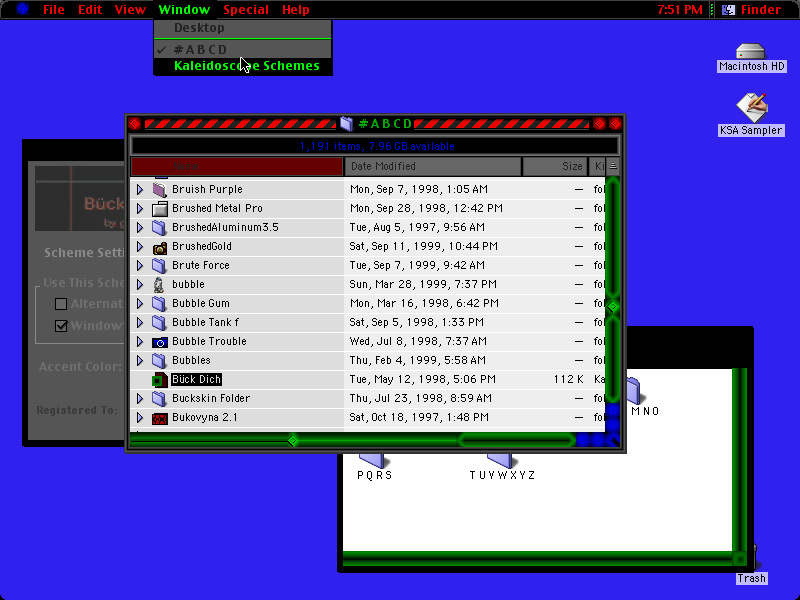 File Edit View Window Special Help 7:51 PM Finder
Desktop
✓ #ABCD
Kaleidoscope Schemes
Macintosh HD
KSA Sampler
#ABCD
1,191 items, 7.96 GB available
Name Date Modified Size Ki
Bruish Purple Mon, Sep 7, 1998, 1:05 AM — fol
Brushed Metal Pro Mon, Sep 28, 1998, 12:42 PM — fol
BrushedAluminum3.5 Tue, Aug 5, 1997, 9:56 AM — fol
BrushedGold Sat, Sep 11, 1999, 10:44 PM — fol
Brute Force Tue, Sep 7, 1999, 9:42 AM — fol
bubble Sun, Mar 28, 1999, 7:37 PM — fol
Bubble Gum Mon, Mar 16, 1998, 6:42 PM — fol
Bubble Tank f Sat, Sep 5, 1998, 1:33 PM — fol
Bubble Trouble Wed, Jul 8, 1998, 7:37 AM — fol
Bubbles Thu, Feb 4, 1999, 5:58 AM — fol
Bück Dich Tue, May 12, 1998, 5:06 PM 112 K Ka
Buckskin Folder Thu, Jul 23, 1998, 8:59 AM — fol
Bukovyna 2.1 Sat, Oct 18, 1997, 1:48 PM — fol
Bück
by
Scheme Setti
Use This Sche
Alternat
Window
Accent Color:
Registered To:
MNO
PQRS
TUVWXYZ
Trash